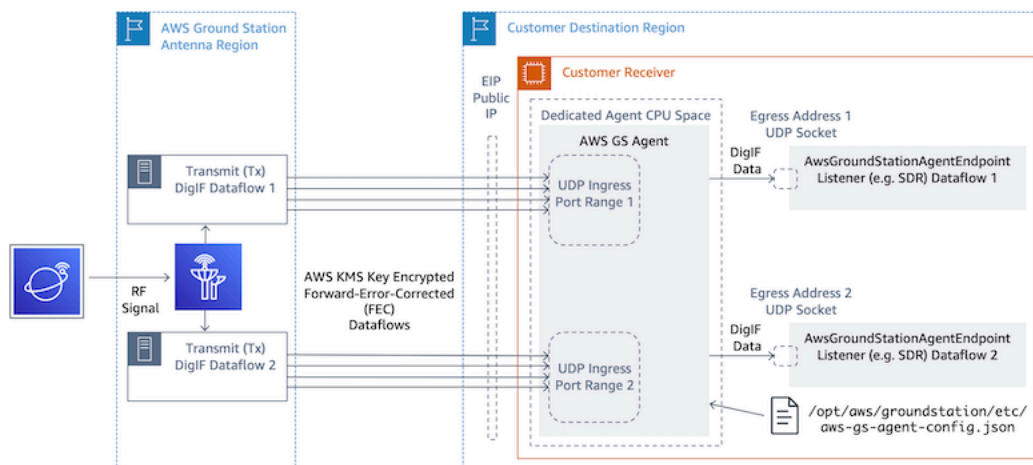 AWS Ground Station
Antenna Region
Customer Destination Region
Customer Receiver
EIP
Public
IP
Dedicated Agent CPU Space
AWS GS Agent
Egress Address 1
UDP Socket
Transmit (Tx)
DigIF Dataflow 1
UDP Ingress
Port Range 1
DigIF
Data
AwsGroundStationAgentEndpoint
Listener (e.g. SDR) Dataflow 1
RF
Signal
AWS KMS Key Encrypted
Forward-Error-Corrected
(FEC)
Dataflows
Egress Address 2
UDP Socket
Transmit (Tx)
DigIF Dataflow 2
UDP Ingress
Port Range 2
DigIF
Data
AwsGroundStationAgentEndpoint
Listener (e.g. SDR) Dataflow 2
/opt/aws/groundstation/etc/
aws-gs-agent-config.json